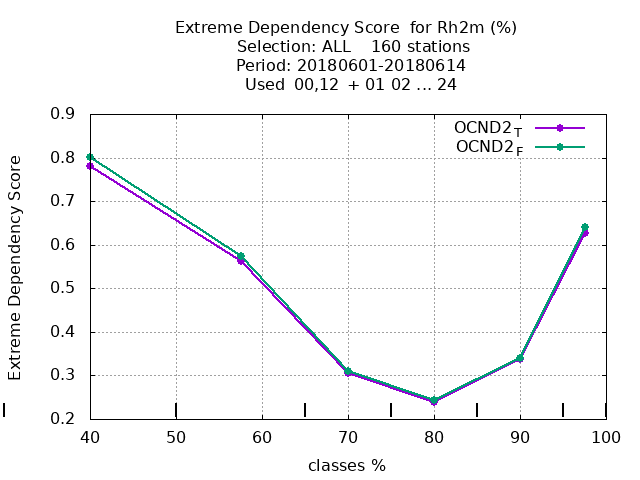 Extreme Dependency Score for Rh2m (%)
Selection: ALL 160 stations
Period: 20180601-20180614
Used 00,12 + 01 02 ... 24
OCND2T
OCND2F
Extreme Dependency Score
0.9
0.8
0.7
0.6
0.5
0.4
0.3
0.2
40 50 60 70 80 90 100
classes %